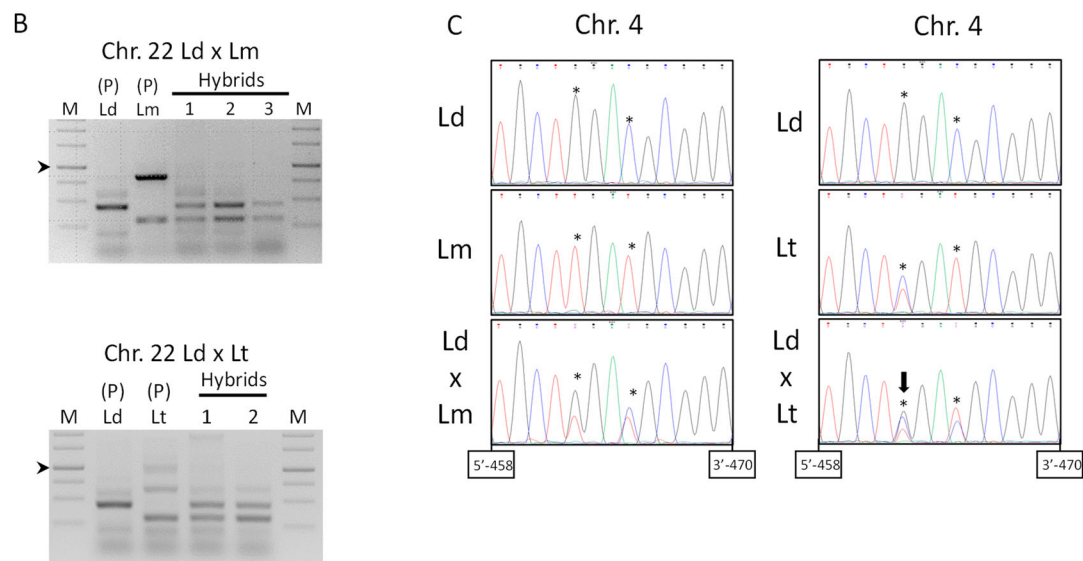 B
Chr. 22 Ld x Lm
(P) (P) Hybrids
M Ld Lm 1 2 3 M
Chr. 22 Ld x Lt
(P) (P) Hybrids
M Ld Lt 1 2 M
C
Chr. 4
Ld
*
*
Lm
*
*
Ld
x
Lm
*
*
5’-458
3’-470
Chr. 4
Ld
*
*
Lt
*
*
Ld
x
Lt
*
*
5’-458
3’-470